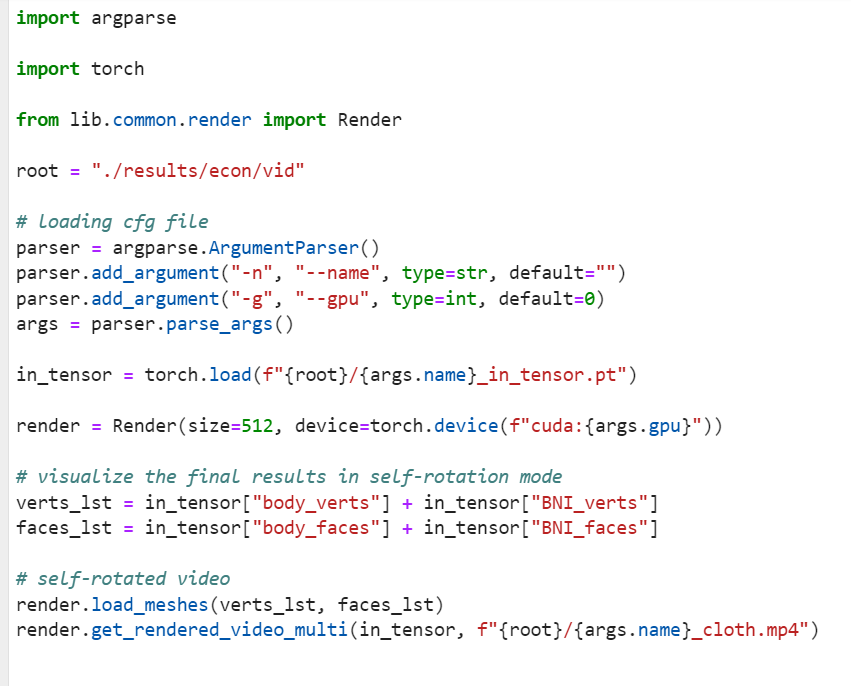 import argparse
import torch
from lib.common.render import Render
root = "./results/econ/vid"
# loading cfg file
parser = argparse.ArgumentParser()
parser.add_argument("-n", "--name", type=str, default="")
parser.add_argument("-g", "--gpu", type=int, default=0)
args = parser.parse_args()
in_tensor = torch.load(f"{root}/{args.name}_in_tensor.pt")
render = Render(size=512, device=torch.device(f"cuda:{args.gpu}"))
# visualize the final results in self-rotation mode
verts_lst = in_tensor["body_verts"] + in_tensor["BNI_verts"]
faces_lst = in_tensor["body_faces"] + in_tensor["BNI_faces"]
# self-rotated video
render.load_meshes(verts_lst, faces_lst)
render.get_rendered_video_multi(in_tensor, f"{root}/{args.name}_cloth.mp4")